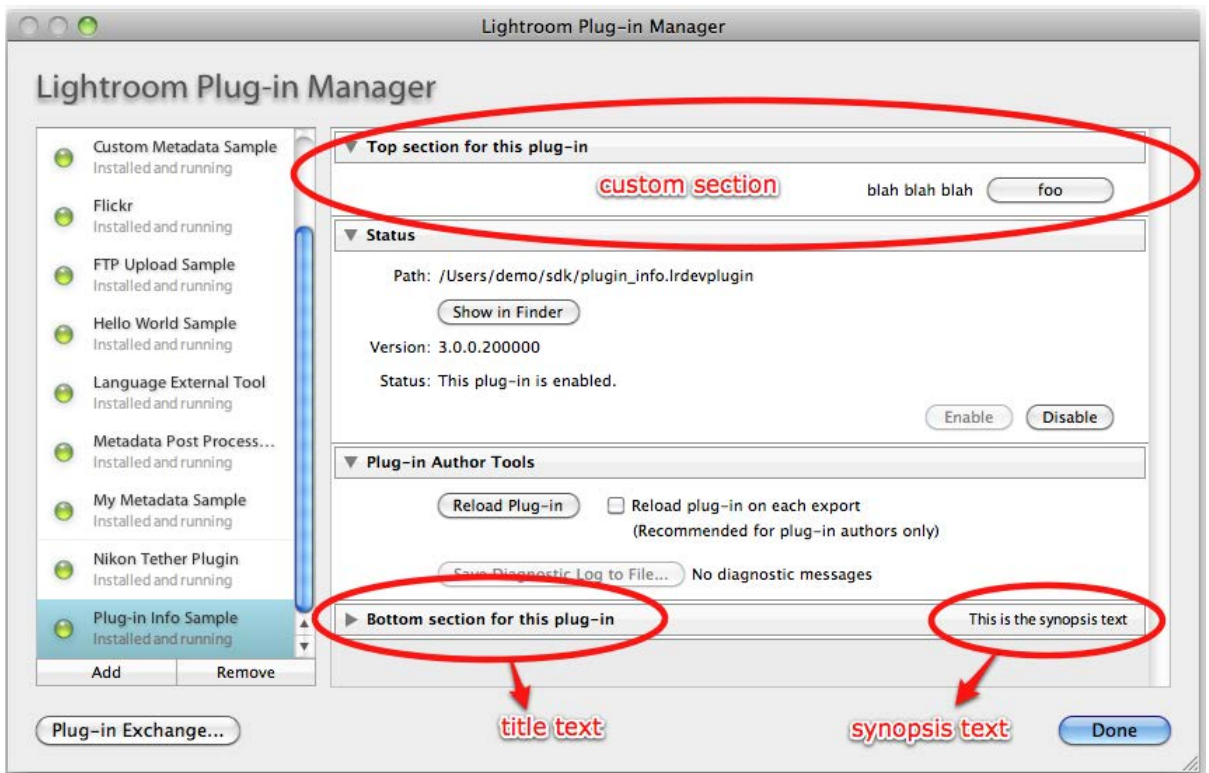 Lightroom Plug-in Manager
Lightroom Plug-in Manager
Custom Metadata Sample
Installed and running
Flickr
Installed and running
FTP Upload Sample
Installed and running
Hello World Sample
Installed and running
Language External Tool
Installed and running
Metadata Post Process...
Installed and running
My Metadata Sample
Installed and running
Nikon Tether Plugin
Installed and running
Plug-in Info Sample
Installed and running
Add Remove
Plug-in Exchange...
Top section for this plug-in
custom section
blah blah blah foo
Status
Path: /Users/demo/sdk/plugin_info.lrdevplugin
Show in Finder
Version: 3.0.0.200000
Status: This plug-in is enabled.
Enable Disable
Plug-in Author Tools
Reload Plug-in Reload plug-in on each export
(Recommended for plug-in authors only)
Save Diagnostic Log to File... No diagnostic messages
Bottom section for this plug-in This is the synopsis text
title text synopsis text
Done